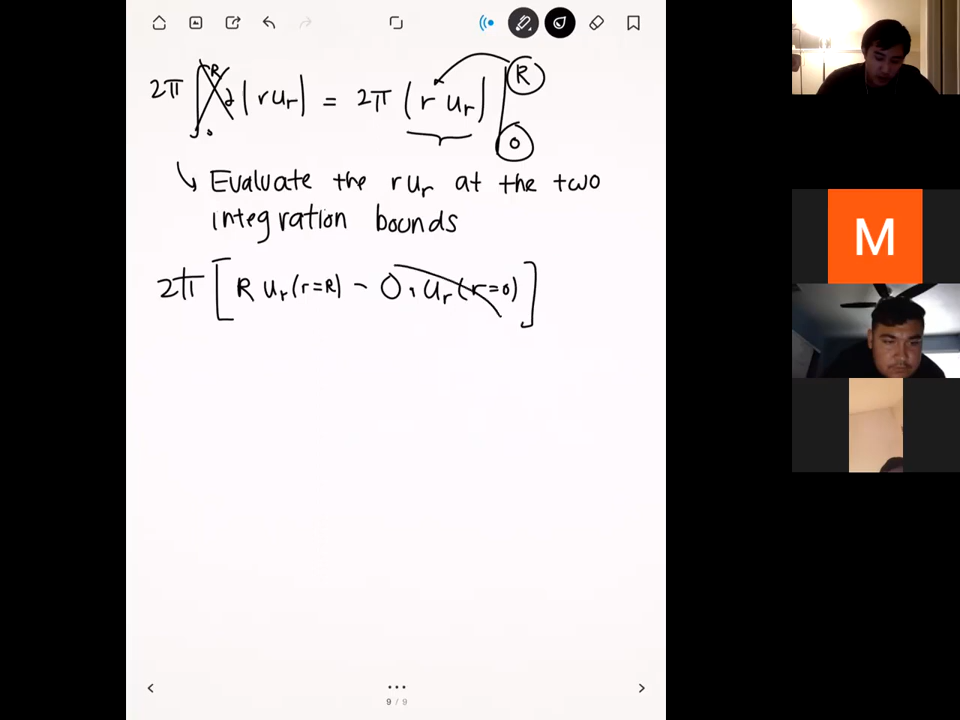 2π ∫₀ᴿ ∂(r uᵣ) = 2π (r uᵣ) |₀ᴿ
↳ Evaluate the r uᵣ at the two
integration bounds
2π [R uᵣ(r=R) - 0. uᵣ(r=0)]
M
9 / 9